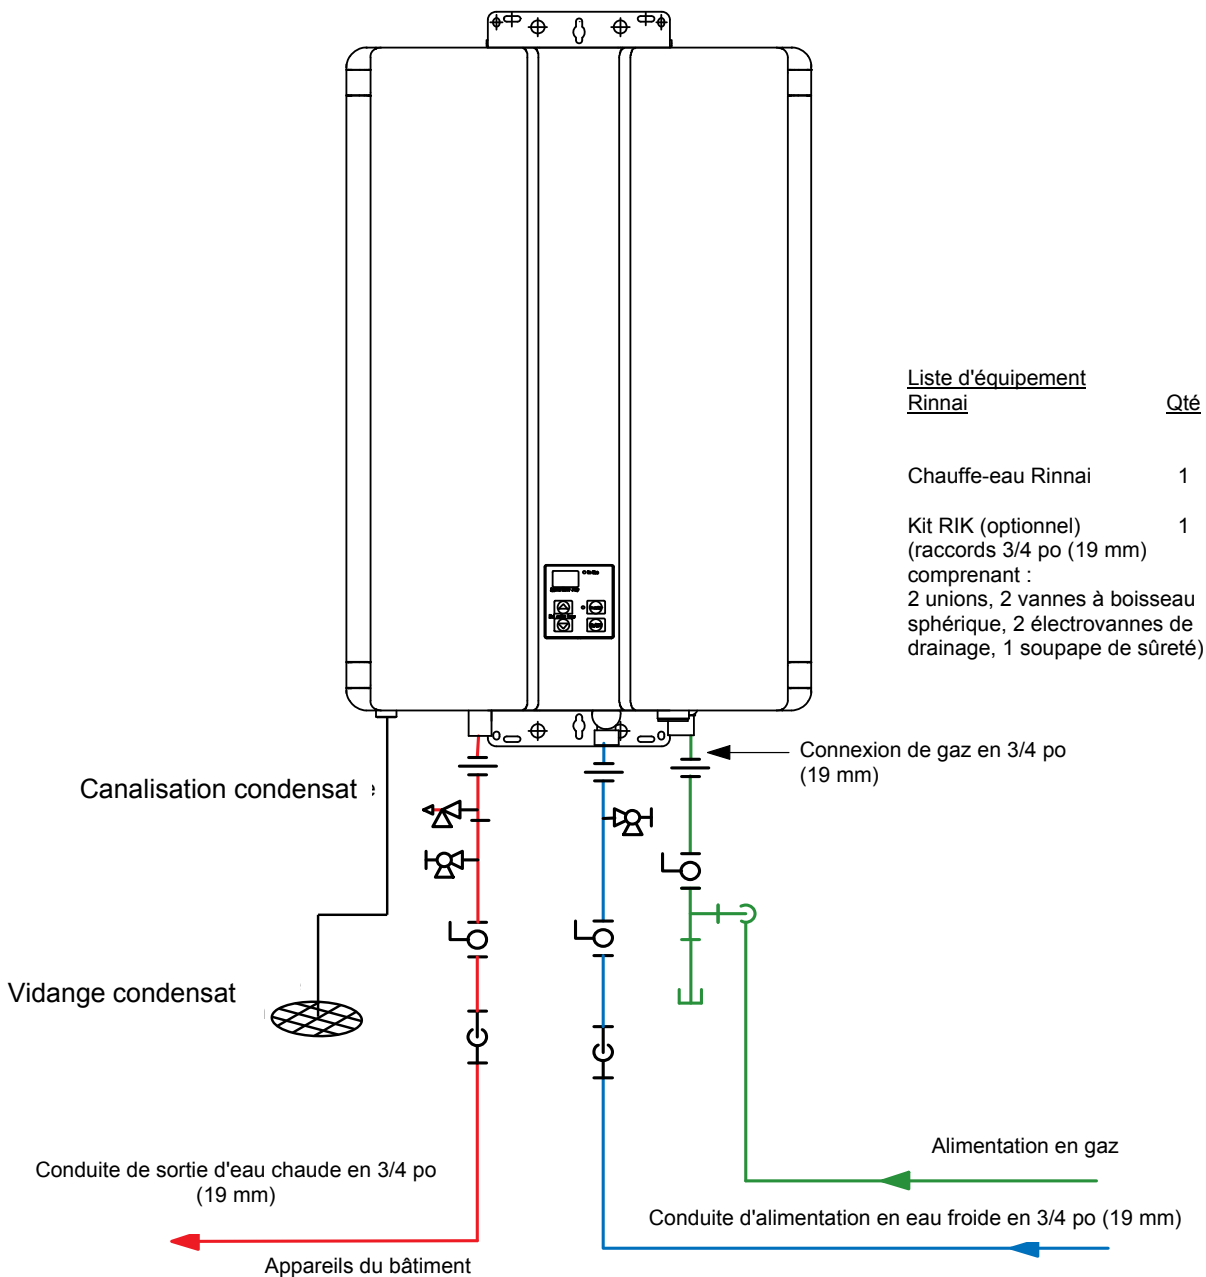 Liste d'équipement
Rinnai Qté
Chauffe-eau Rinnai 1
Kit RIK (optionnel) 1
(raccords 3/4 po (19 mm)
comprenant :
2 unions, 2 vannes à boisseau
sphérique, 2 électrovannes de
drainage, 1 soupape de sûreté)
Connexion de gaz en 3/4 po
(19 mm)
Canalisation condensat
Vidange condensat
Alimentation en gaz
Conduite de sortie d'eau chaude en 3/4 po
(19 mm)
Conduite d'alimentation en eau froide en 3/4 po (19 mm)
Appareils du bâtiment